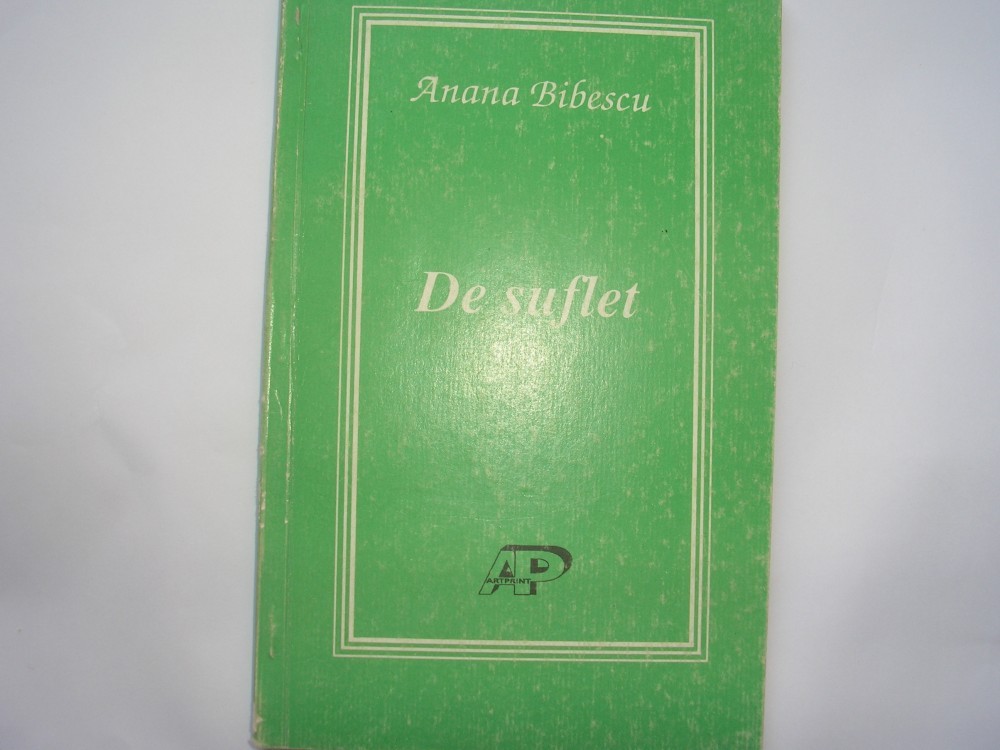 Anana Bibescu
De suflet
AP
ARTPRINT